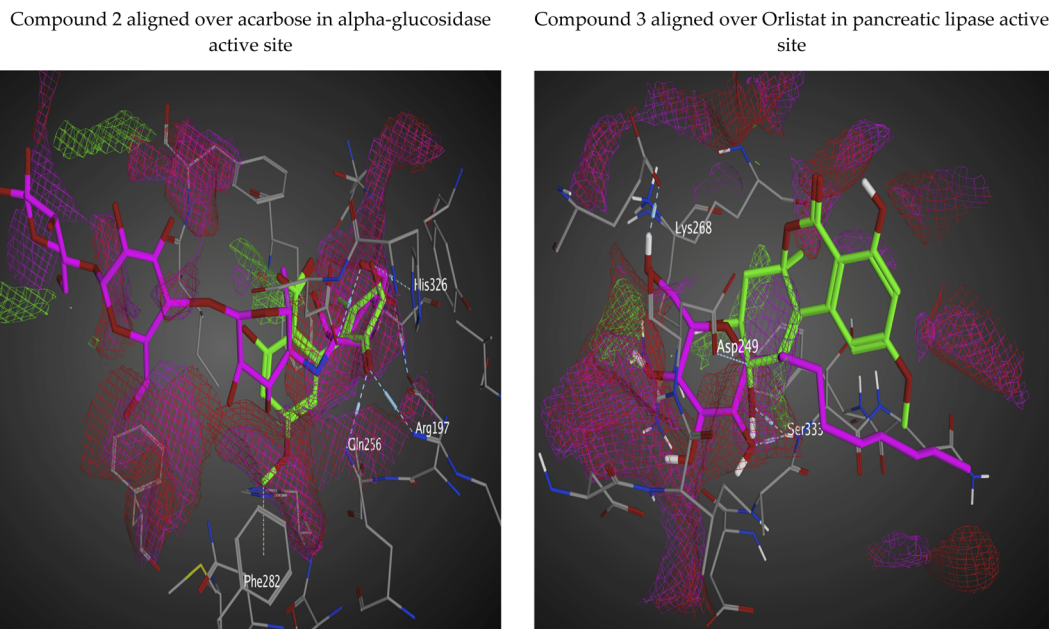 Compound 2 aligned over acarbose in alpha-glucosidase
active site
Compound 3 aligned over Orlistat in pancreatic lipase active
site
His326
Arg197
Gln256
Phe282
Lys268
Asp249
Ser333